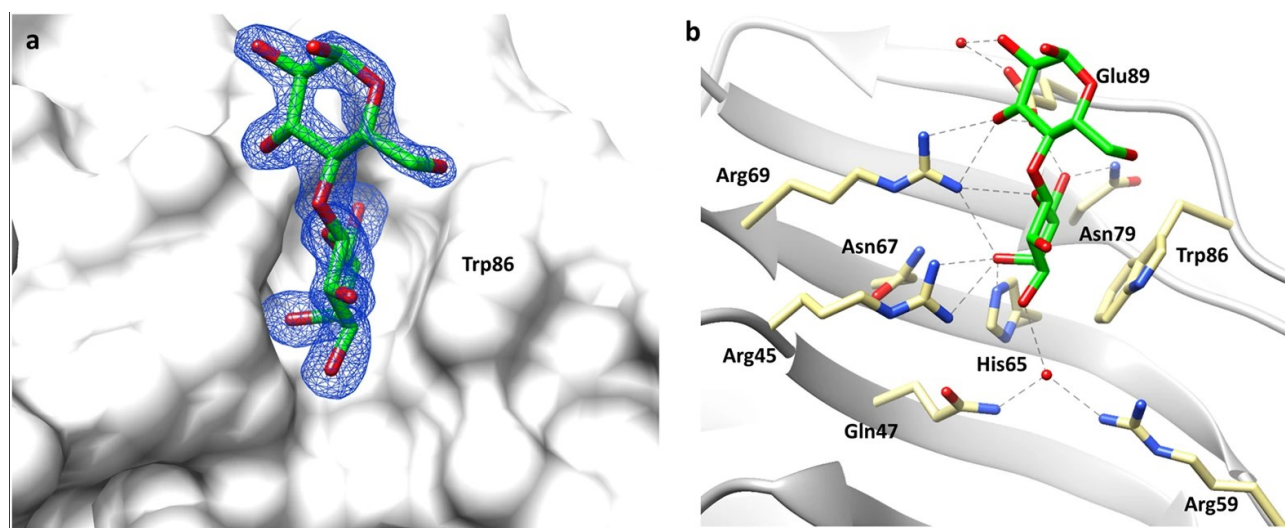 a
Trp86
b
Glu89
Arg69
Asn67
Asn79
Trp86
Arg45
His65
Gln47
Arg59